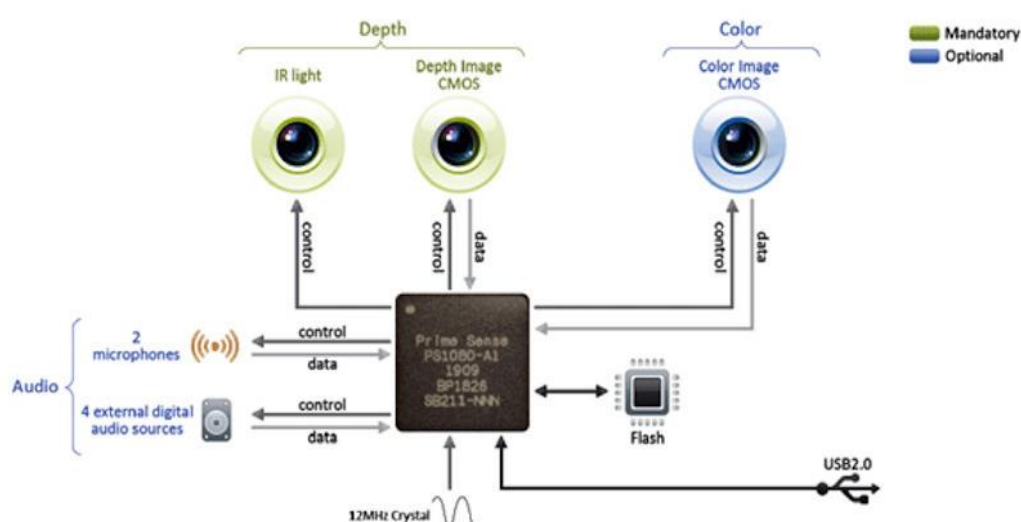 Depth
Color
Mandatory
Optional
IR light
Depth Image
CMOS
Color Image
CMOS
control
control
data
control
data
Audio
2
microphones
control
data
4 external digital
audio sources
control
data
Prime Sense
PS1080-A1
1909
BP1826
SB211-NNN
Flash
USB2.0
12MHz Crystal